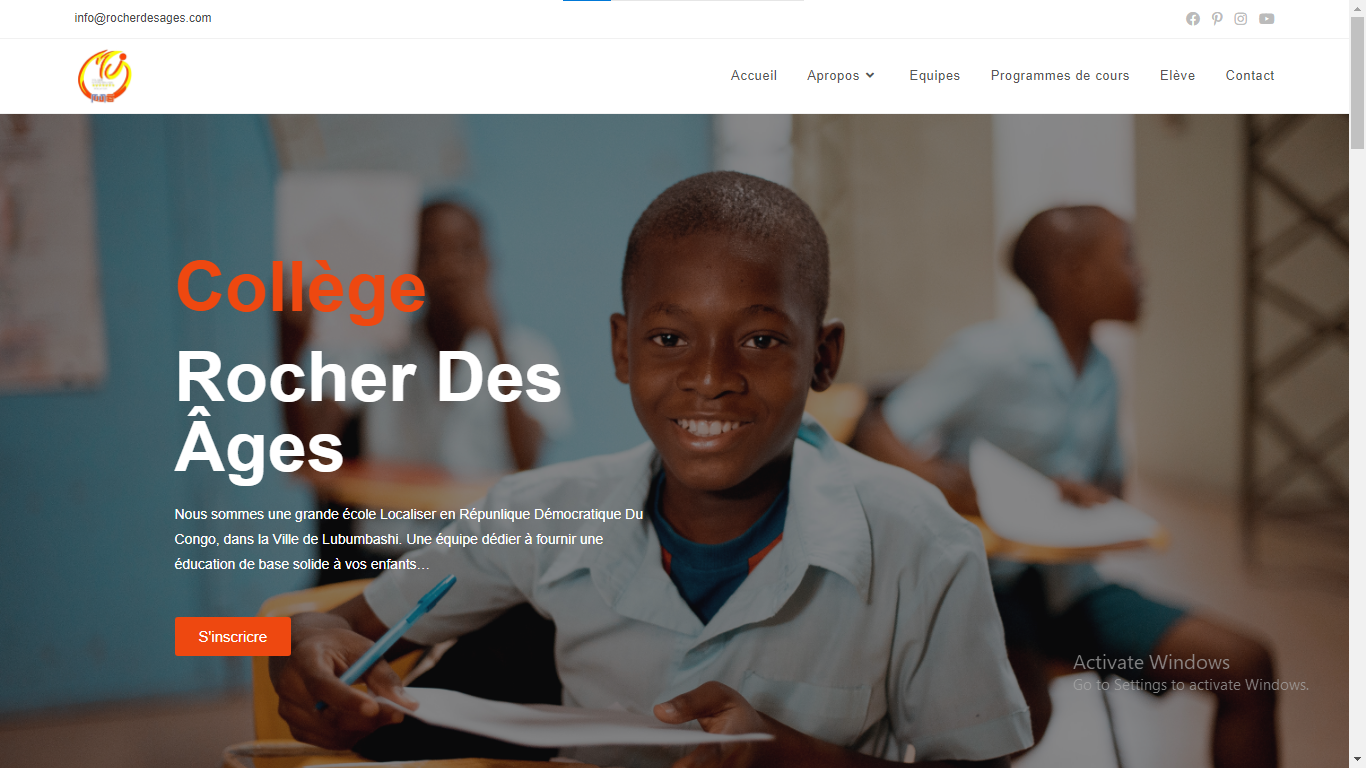 info@rocherdesages.com
Accueil Apropos Equipes Programmes de cours Elève Contact
Collège
Rocher Des
Âges
Nous sommes une grande école Localiser en Répunlique Démocratique Du
Congo, dans la Ville de Lubumbashi. Une équipe dédier à fournir une
éducation de base solide à vos enfants…
S'inscricre
Activate Windows
Go to Settings to activate Windows.